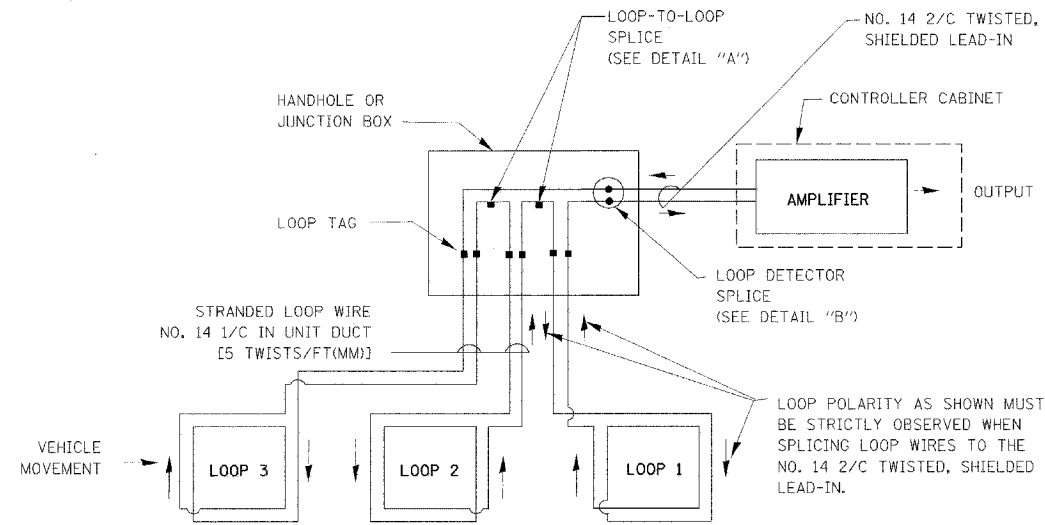 LOOP-TO-LOOP
SPLICE
(SEE DETAIL "A")
NO. 14 2/C TWISTED,
SHIELDED LEAD-IN
HANDHOLE OR
JUNCTION BOX
CONTROLLER CABINET
AMPLIFIER
OUTPUT
LOOP TAG
LOOP DETECTOR
SPLICE
(SEE DETAIL "B")
STRANDED LOOP WIRE
NO. 14 1/C IN UNIT DUCT
[5 TWISTS/FT(MM)]
LOOP POLARITY AS SHOWN MUST
BE STRICTLY OBSERVED WHEN
SPLICING LOOP WIRES TO THE
NO. 14 2/C TWISTED, SHIELDED
LEAD-IN.
VEHICLE
MOVEMENT
LOOP 3
LOOP 2
LOOP 1